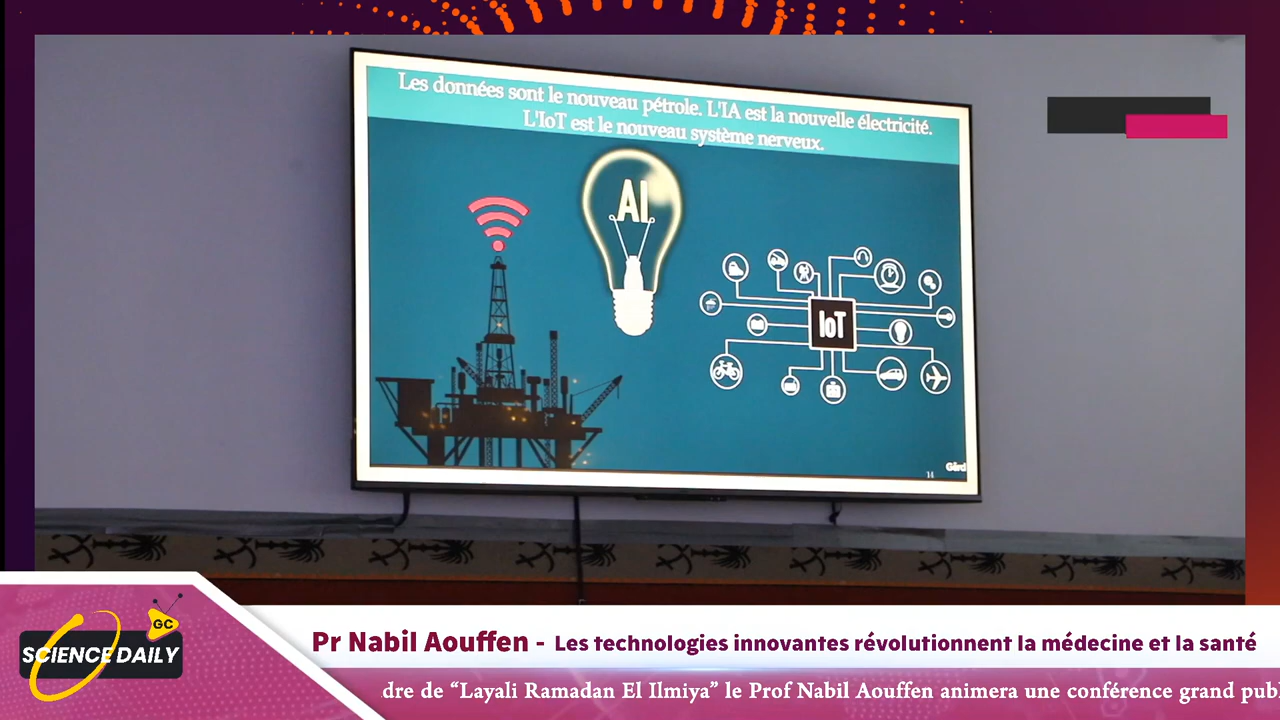 Les données sont le nouveau pétrole. L'IA est la nouvelle électricité.
L'IoT est le nouveau système nerveux.
AI
IoT
14
Gërd
GC
SCIENCE DAILY
Pr Nabil Aouffen - Les technologies innovantes révolutionnent la médecine et la santé
dre de “Layali Ramadan El Ilmiya” le Prof Nabil Aouffen animera une conférence grand publ